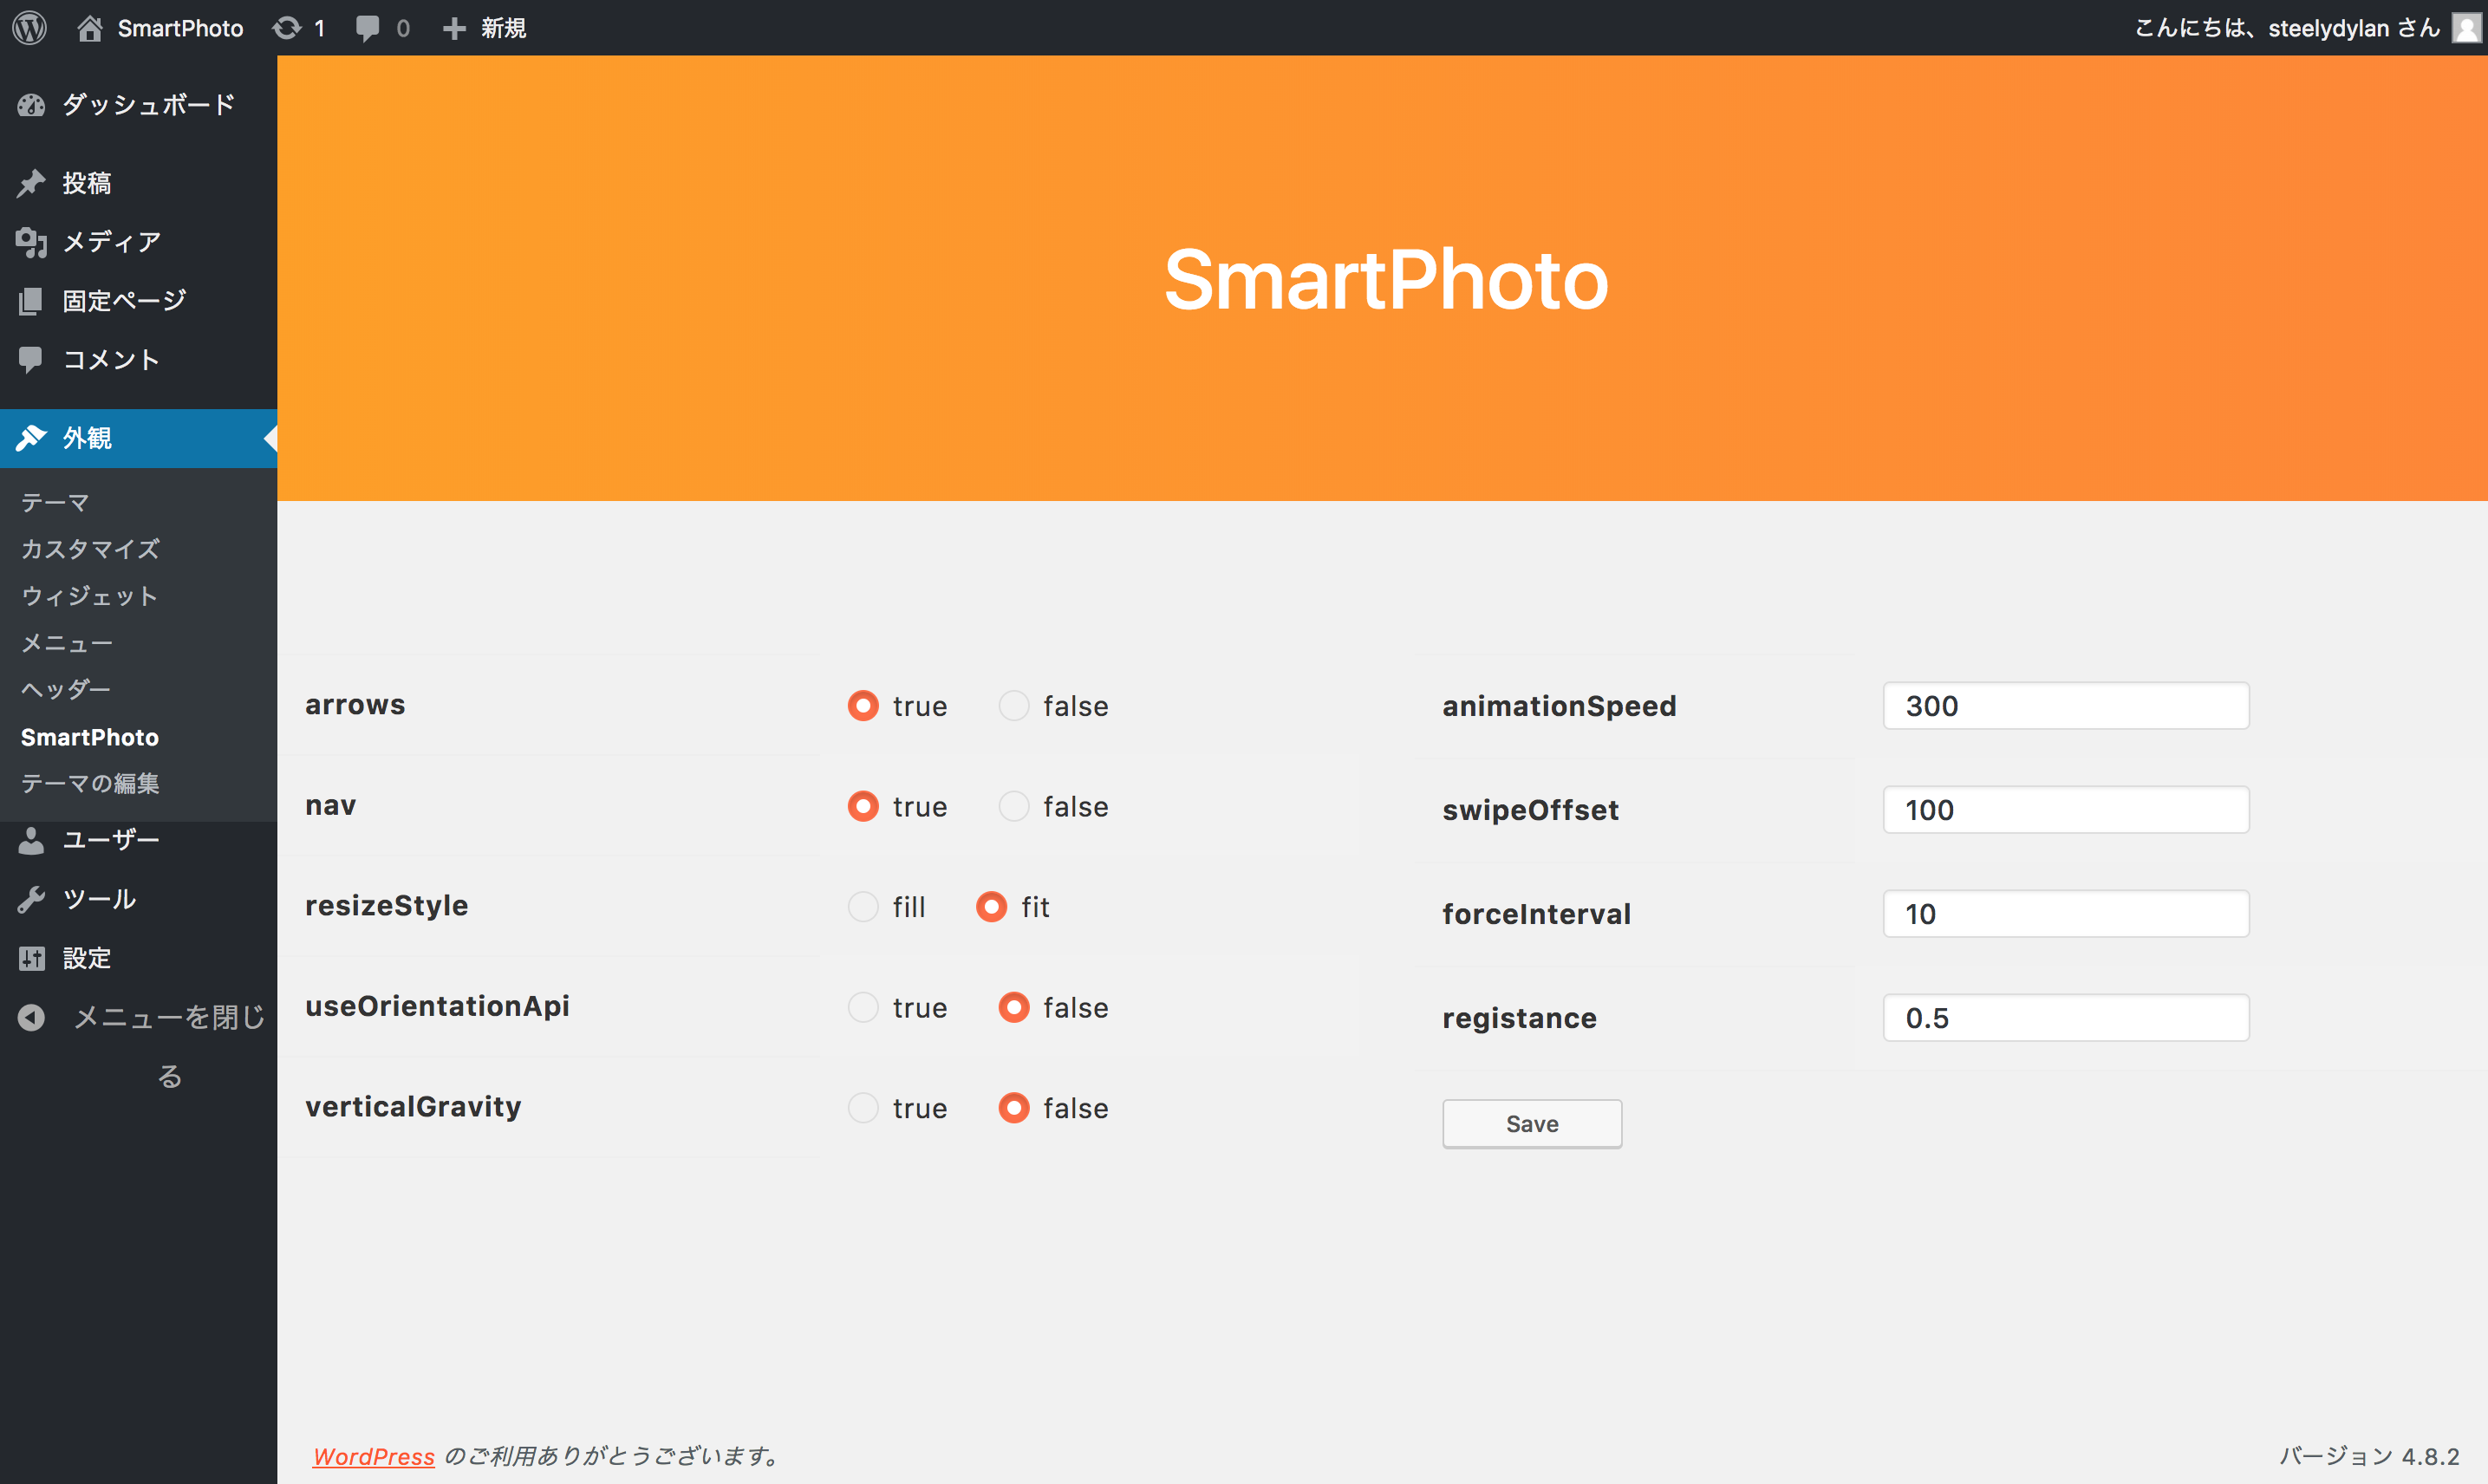 SmartPhoto 1 0 新規
こんにちは、steelydylan さん
ダッシュボード
投稿
メディア
固定ページ
コメント
外観
テーマ
カスタマイズ
ウィジェット
メニュー
ヘッダー
SmartPhoto
テーマの編集
ユーザー
ツール
設定
メニューを閉じ
る
SmartPhoto
arrows true false
nav true false
resizeStyle fill fit
useOrientationApi true false
verticalGravity true false
animationSpeed 300
swipeOffset 100
forceInterval 10
registance 0.5
Save
WordPress のご利用ありがとうございます。
バージョン 4.8.2